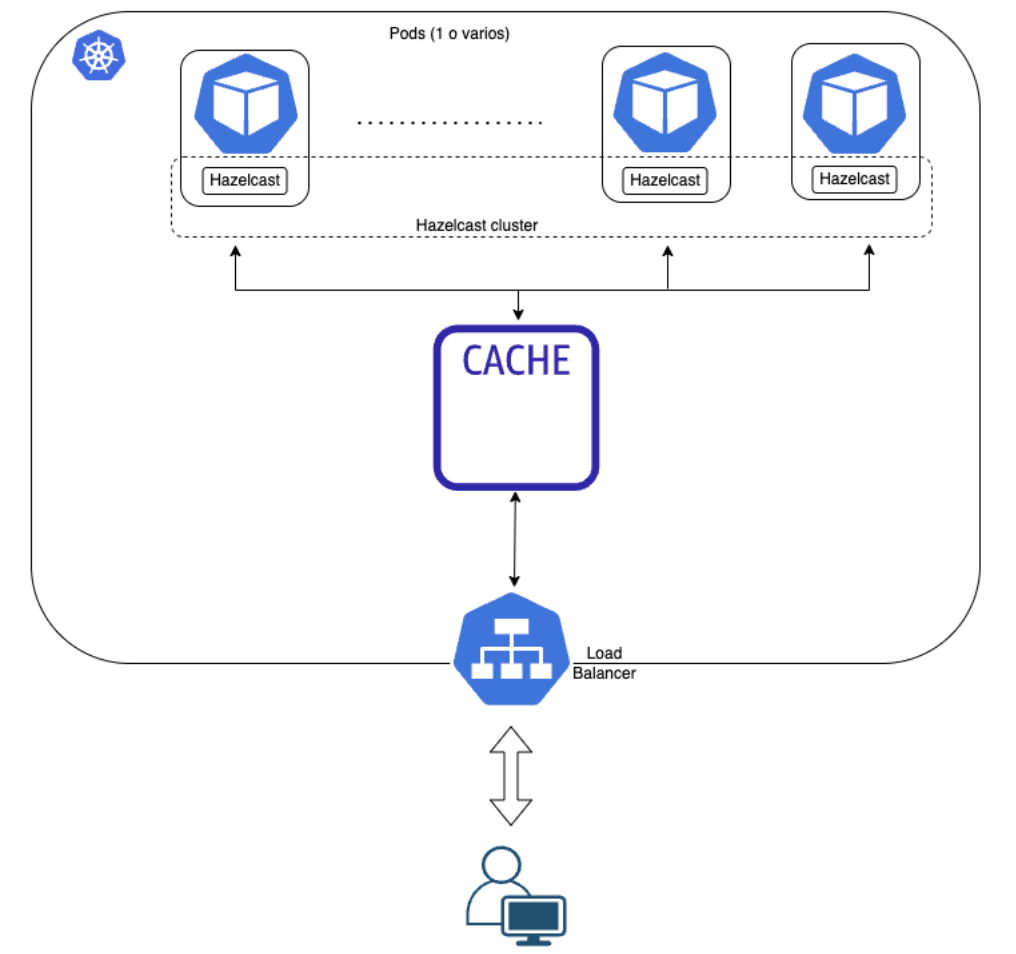 Pods (1 o varios)
Hazelcast
Hazelcast
Hazelcast
Hazelcast cluster
CACHE
Load
Balancer